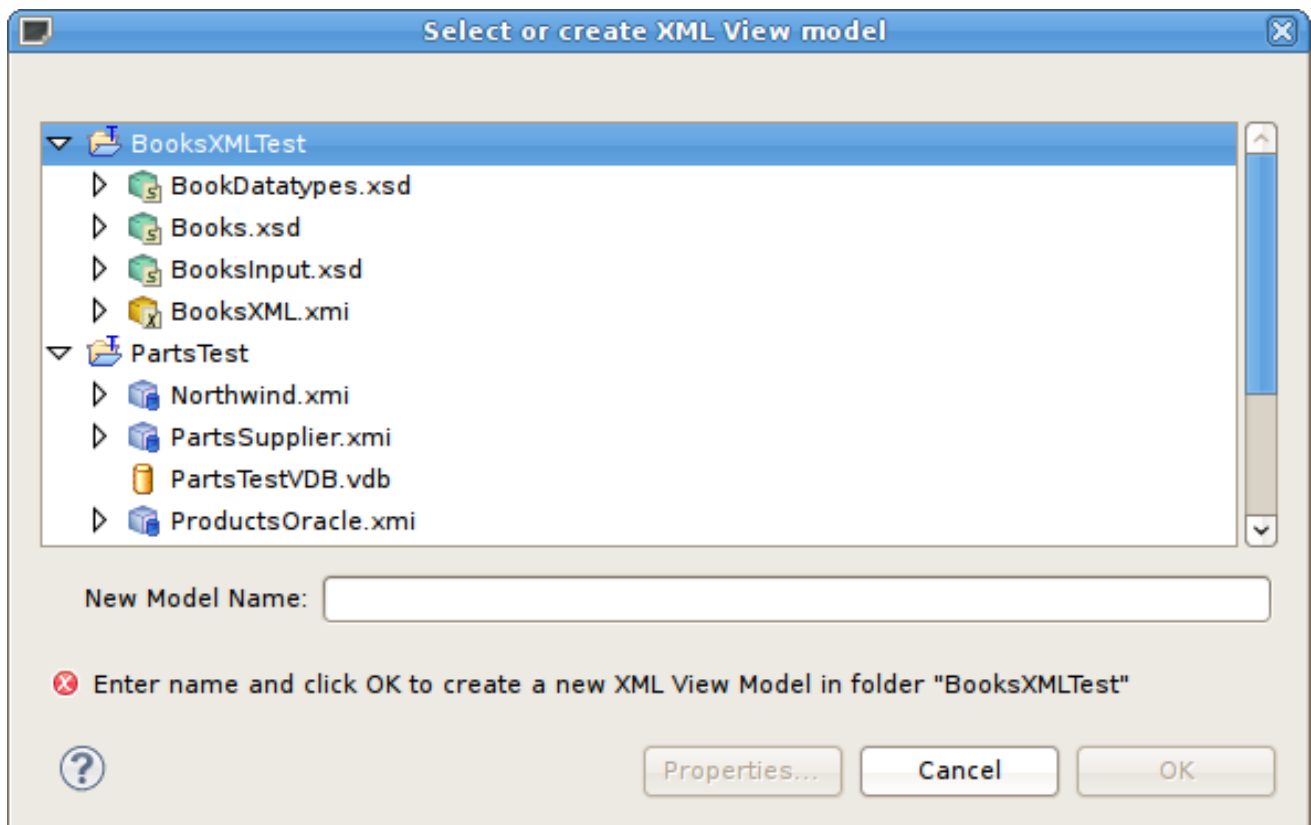 Select or create XML View model
BooksXMLTest
BookDatatypes.xsd
Books.xsd
BooksInput.xsd
BooksXML.xmi
PartsTest
Northwind.xmi
PartsSupplier.xmi
PartsTestVDB.vdb
ProductsOracle.xmi
New Model Name:
Enter name and click OK to create a new XML View Model in folder "BooksXMLTest"
Properties... Cancel OK